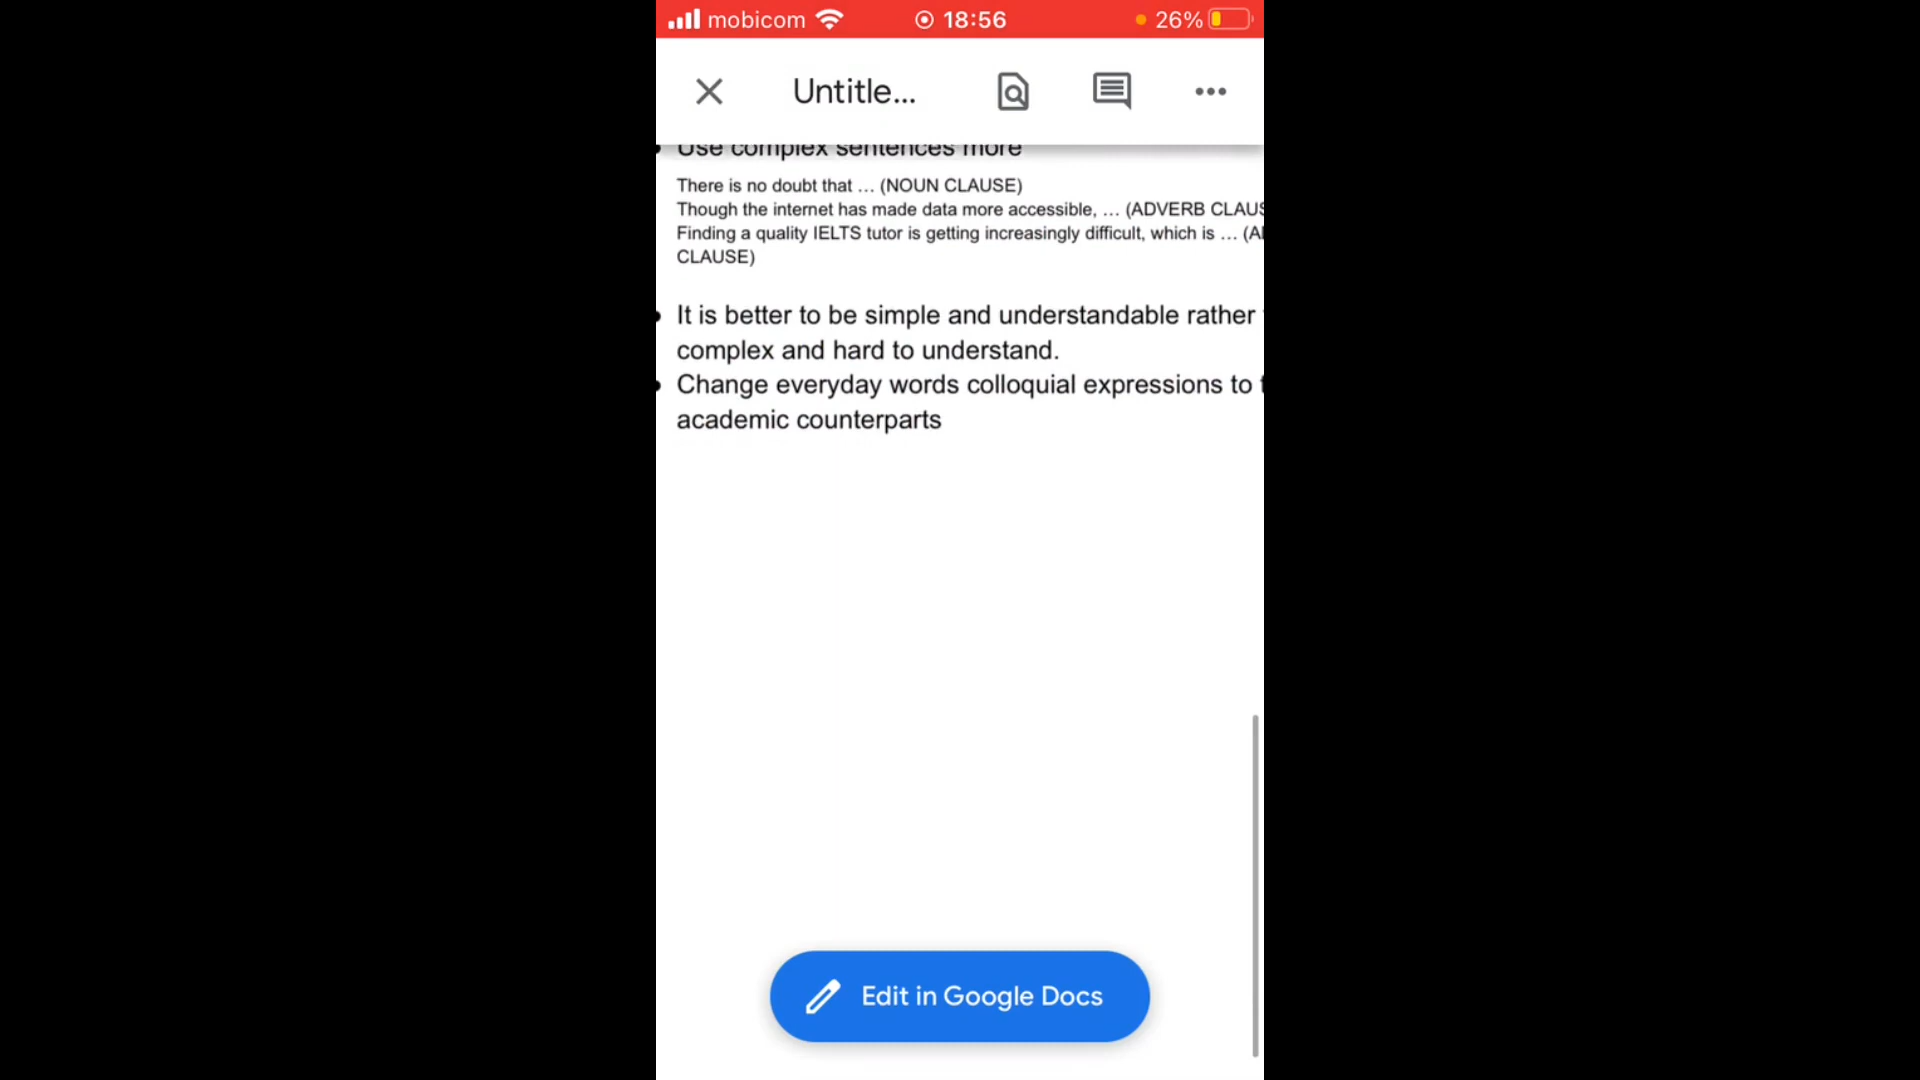 mobicom 18:56 26%
Untitle...
Use complex sentences more
There is no doubt that … (NOUN CLAUSE)
Though the internet has made data more accessible, … (ADVERB CLAUS
Finding a quality IELTS tutor is getting increasingly difficult, which is … (A
CLAUSE)
It is better to be simple and understandable rather
complex and hard to understand.
Change everyday words colloquial expressions to
academic counterparts
Edit in Google Docs